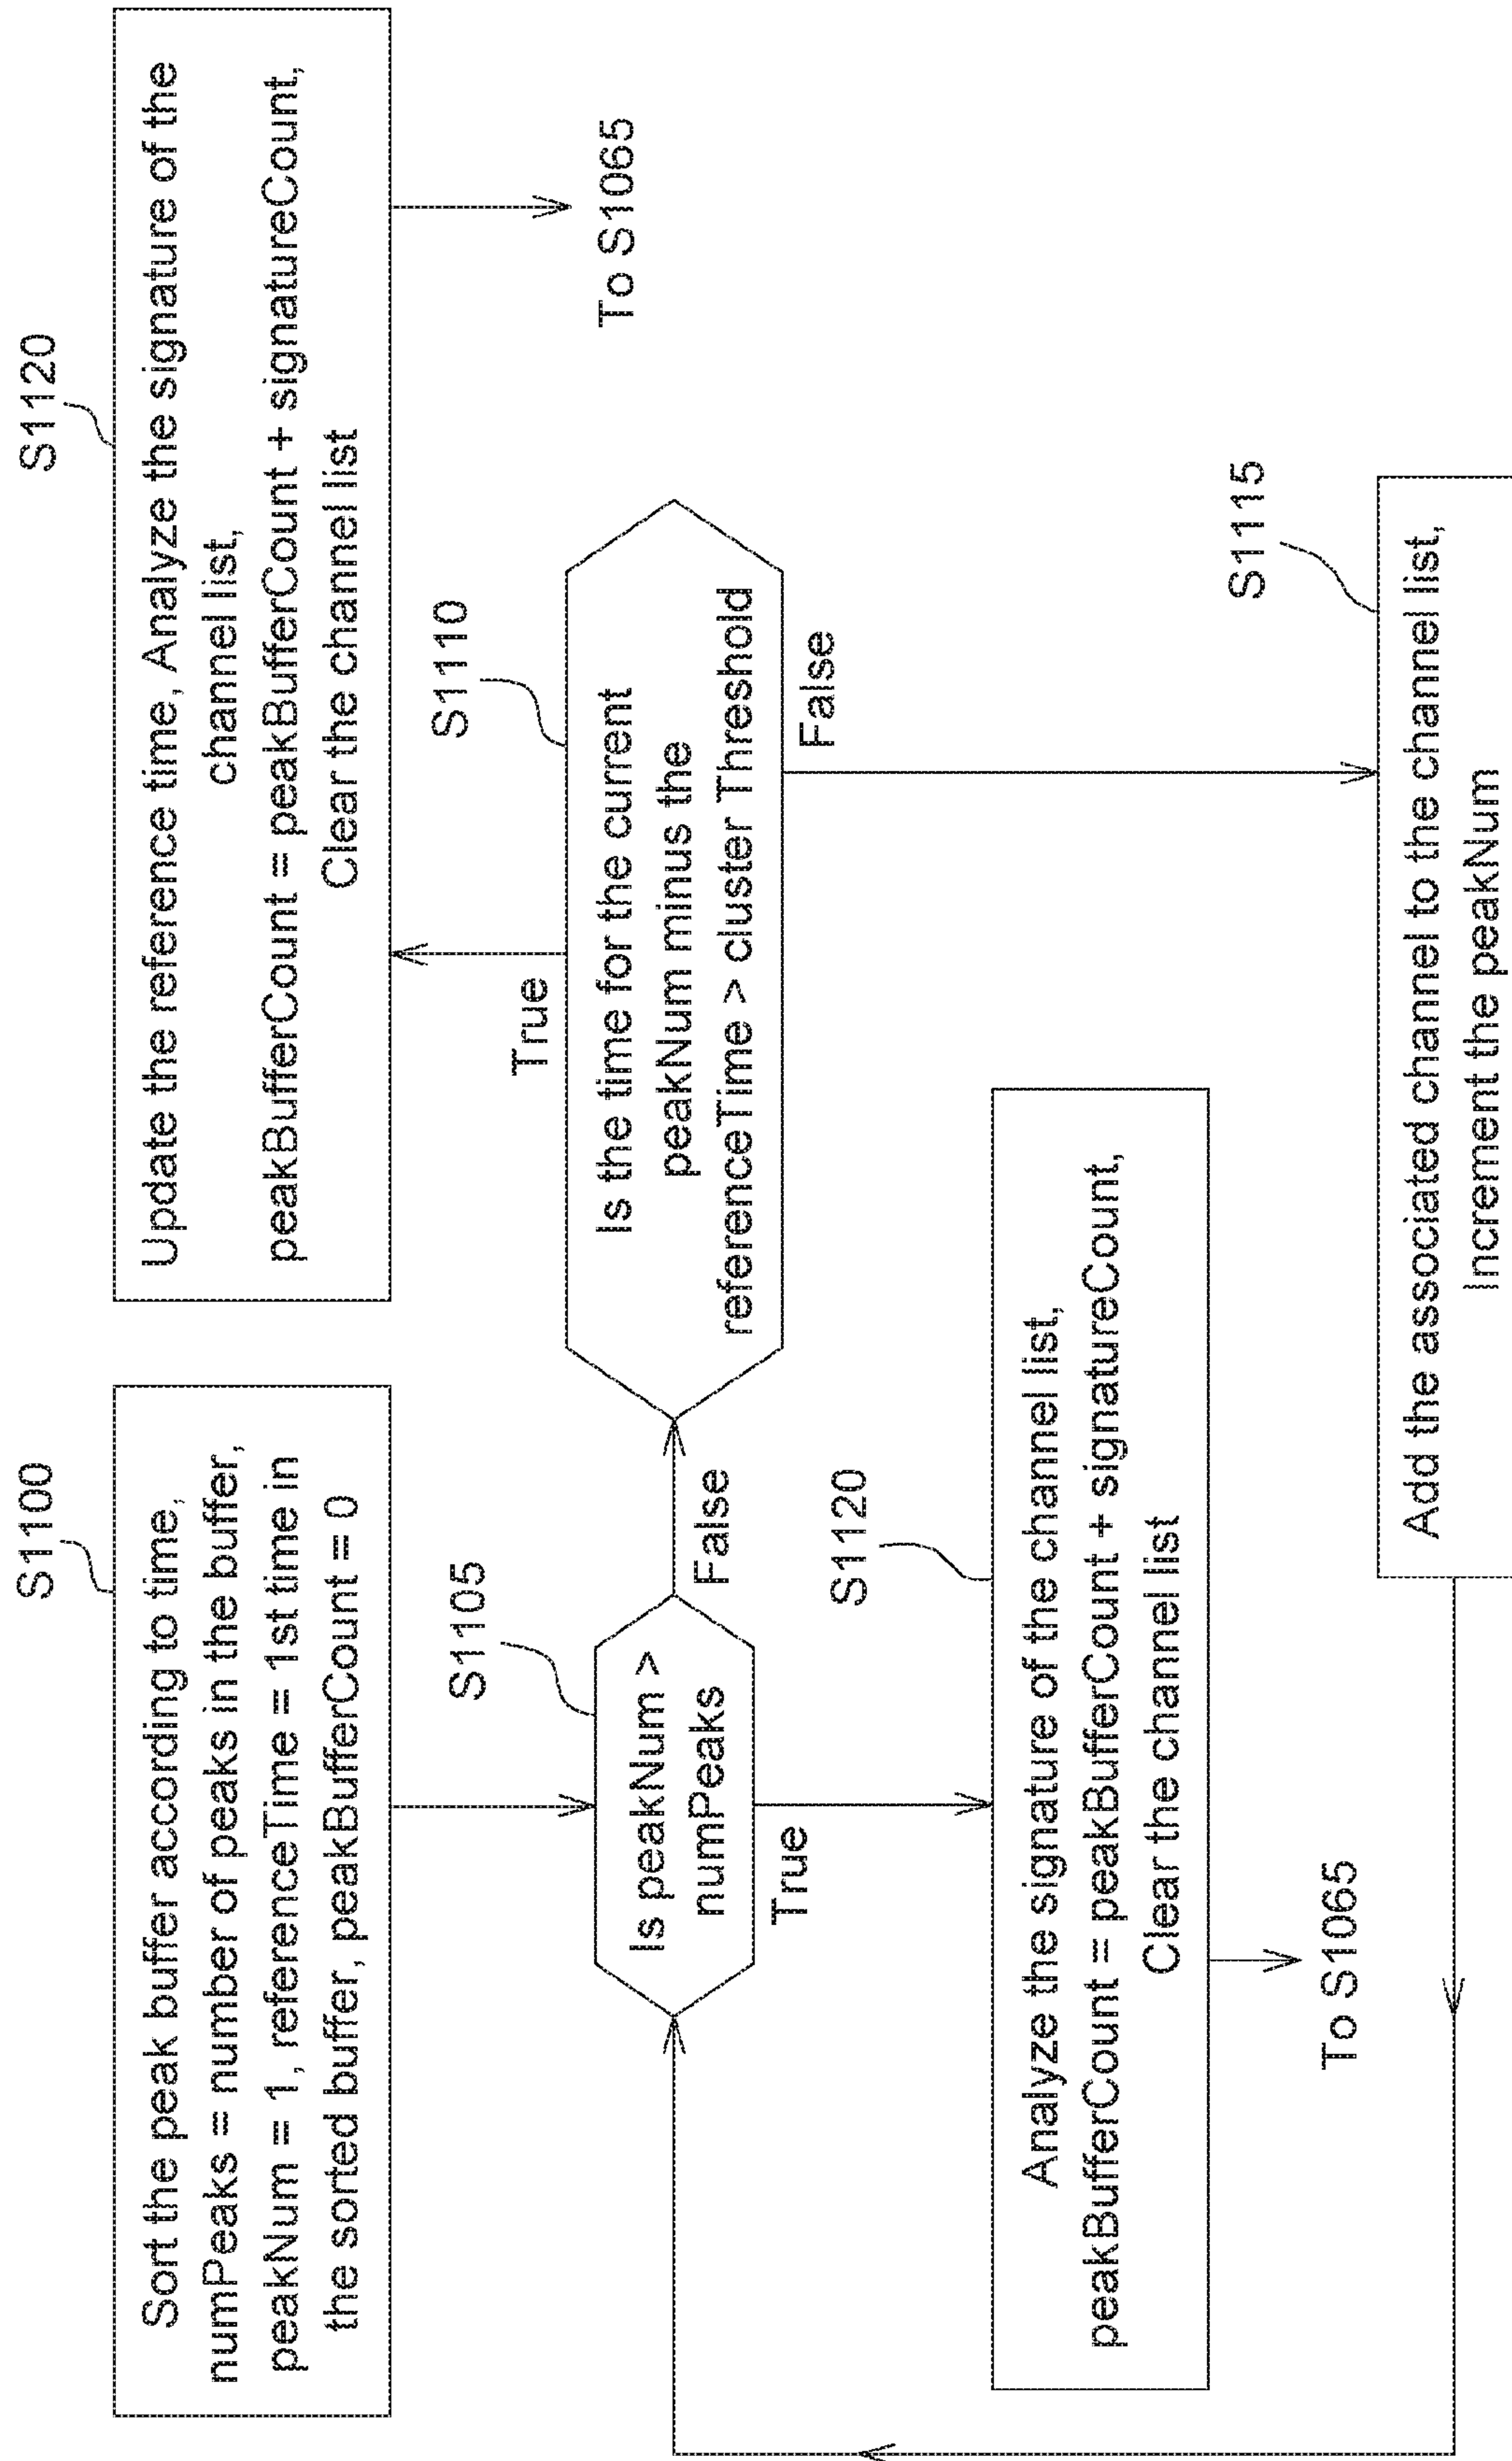 S1100
Sort the peak buffer according to time,
numPeaks = number of peaks in the buffer,
peakNum = 1, referenceTime = 1st time in
the sorted buffer, peakBufferCount = 0
S1120
Update the reference time, Analyze the signature of the
channel list,
peakBufferCount = peakBufferCount + signatureCount,
Clear the channel list
To S1065
S1105
Is peakNum >
numPeaks
False
True
S1110
Is the time for the current
peakNum minus the
referenceTime > cluster Threshold
True
False
S1120
Analyze the signature of the channel list,
peakBufferCount = peakBufferCount + signatureCount,
Clear the channel list
To S1065
S1115
Add the associated channel to the channel list,
Increment the peakNum